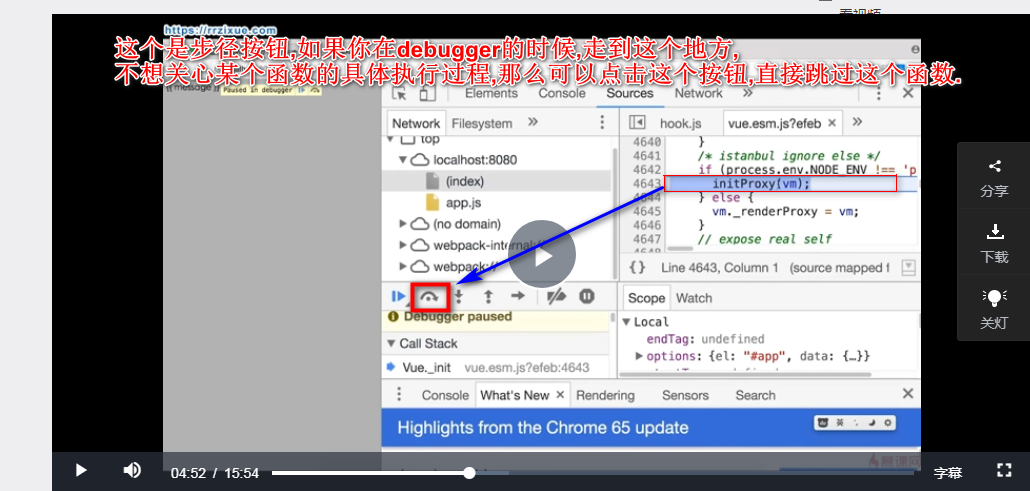 看视频
https://rrzixue.com
这个是步径按钮,如果你在debugger的时候,走到这个地方,
不想关心某个函数的具体执行过程,那么可以点击这个按钮,直接跳过这个函数.
{{ message }}
Paused in debugger
Elements Console Sources Network »
Network Filesystem »
hook.js vue.esm.js?efeb × »
top
localhost:8080
(index)
app.js
(no domain)
webpack-internal://
webpack://
4640 }
4641 /* istanbul ignore else */
4642 if (process.env.NODE_ENV !== 'p
4643 initProxy(vm);
4644 } else {
4645 vm._renderProxy = vm;
4646 }
4647 // expose real self
4648
{} Line 4643, Column 1 (source mapped f
Debugger paused
Call Stack
Vue._init vue.esm.js?efeb:4643
Scope Watch
Local
endTag: undefined
options: {el: "#app", data: {…}}
Console What's New × Rendering Sensors Search
Highlights from the Chrome 65 update
英
分享
下载
关灯
04:52 / 15:54
字幕